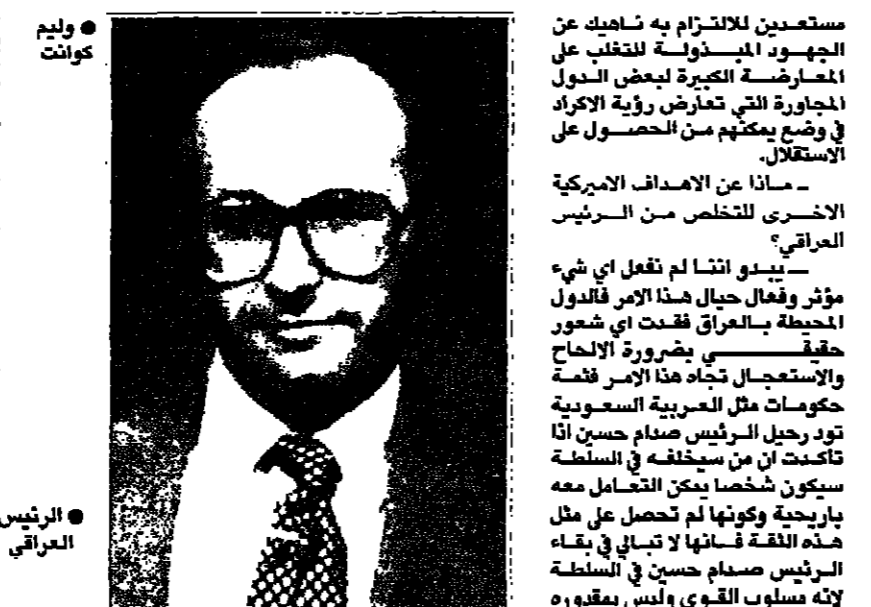 مستعدين للالتزام به ناهيك عن
الجهود المبذولة للتغلب على
المعارضة الكبيرة لبعض الدول
المجاورة التي تعارض رؤية الاكراد
في وضع يمكنهم من الحصول على
الاستقلال.
ـ ماذا عن الاهداف الاميركية
الاخرى للتخلص من الرئيس
العراقي؟
ـ يبدو اننا لم نفعل اي شيء
مؤثر وفعال حيال هذا الامر فالدول
المحيطة بالعراق فقدت اي شعور
حقيقي بضرورة الالحاح
والاستعجال تجاه هذا الامر فثمة
حكومات مثل العربية السعودية
تود رحيل الرئيس صدام حسين اذا
تأكدت ان من سيخلفه في السلطة
سيكون شخصا يمكن التعامل معه
باريحية وكونها لم تحصل على مثل
هذه الثقة فانها لا تبالي في بقاء
الرئيس صدام حسين في السلطة
لانه مسلوب القوى وليس بمقدوره
● وليم
كوانت
● الرئيس
العراقي